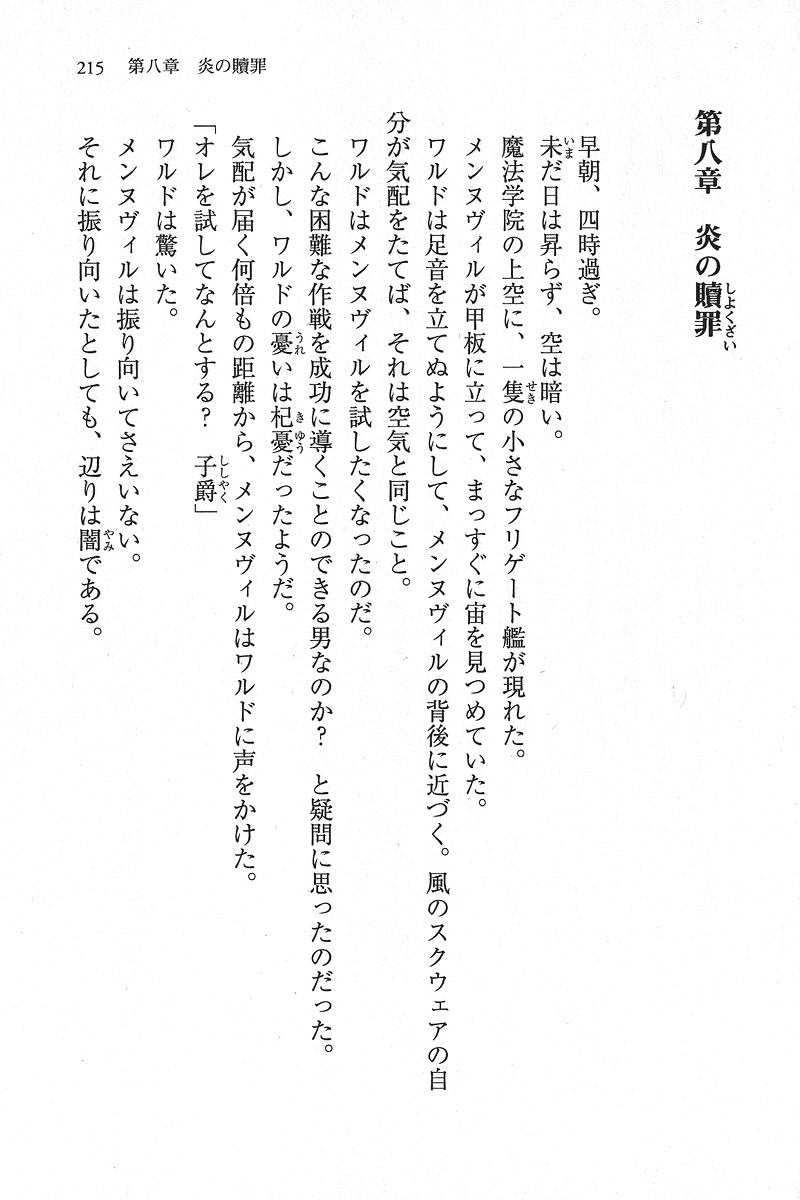 215　第八章　炎の贖罪
第八章　炎の贖罪
早朝、四時過ぎ。
未だ日は昇らず、空は暗い。
魔法学院の上空に、一隻の小さなフリゲート艦が現れた。
メンヌヴィルが甲板に立って、まっすぐに宙を見つめていた。
ワルドは足音を立てぬようにして、メンヌヴィルの背後に近づく。風のスクウェアの自
分が気配をたてば、それは空気と同じこと。
ワルドはメンヌヴィルを試したくなったのだ。
こんな困難な作戦を成功に導くことのできる男なのか？　と疑問に思ったのだった。
しかし、ワルドの憂いは杞憂だったようだ。
気配が届く何倍もの距離から、メンヌヴィルはワルドに声をかけた。
「オレを試してなんとする？　子爵」
ワルドは驚いた。
メンヌヴィルは振り向いてさえいない。
それに振り向いたとしても、辺りは闇である。